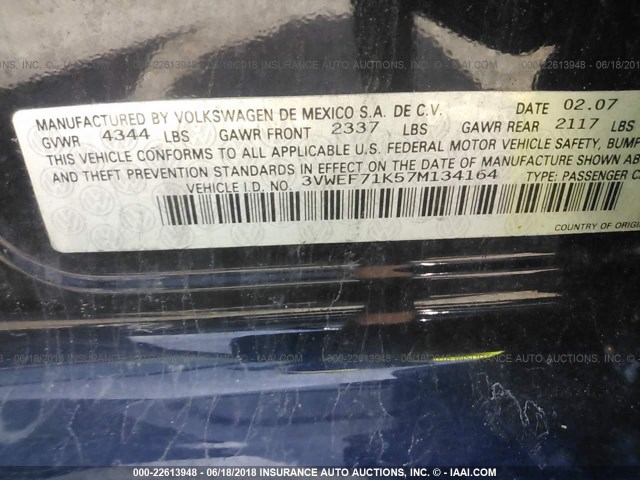 MANUFACTURED BY VOLKSWAGEN DE MEXICO S.A. DE C.V. DATE 02.07
GVWR 4344 LBS GAWR FRONT 2337 LBS GAWR REAR 2117 LBS
THIS VEHICLE CONFORMS TO ALL APPLICABLE U.S. FEDERAL MOTOR VEHICLE SAFETY, BUMP
AND THEFT PREVENTION STANDARDS IN EFFECT ON THE DATE OF MANUFACTURE SHOWN AB
VEHICLE I.D. NO. 3VWEF71K57M134164 TYPE: PASSENGER C
COUNTRY OF ORIGI
000-22613948 - 06/18/2018 INSURANCE AUTO AUCTIONS, INC. - © - IAAI.COM